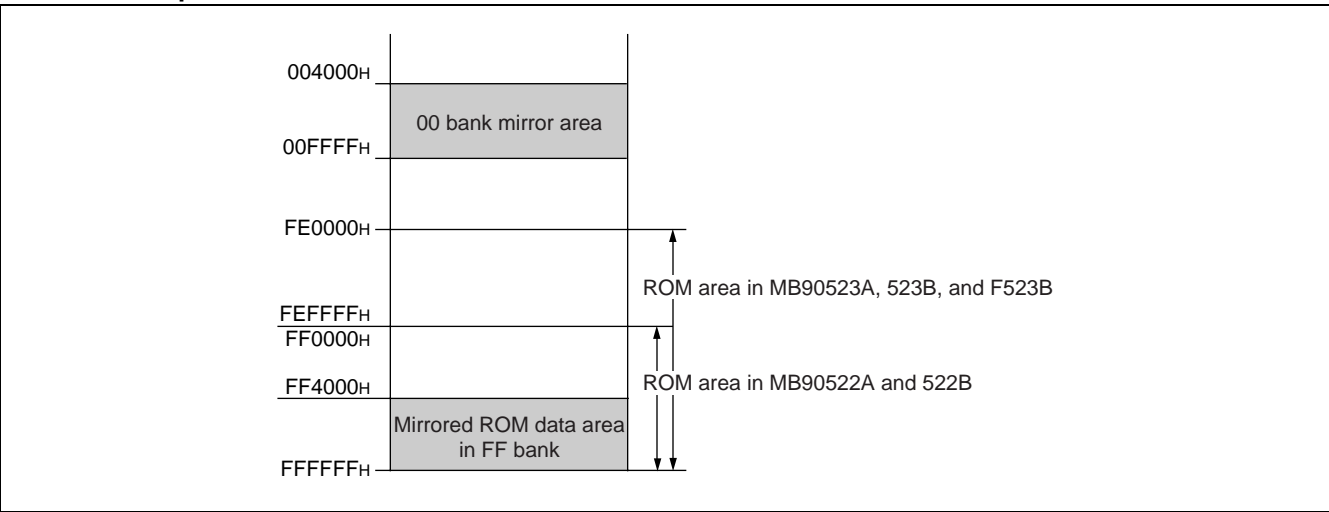 004000H
00 bank mirror area
00FFFFH
FE0000H
ROM area in MB90523A, 523B, and F523B
FEFFFFH
FF0000H
ROM area in MB90522A and 522B
FF4000H
Mirrored ROM data area
in FF bank
FFFFFFH